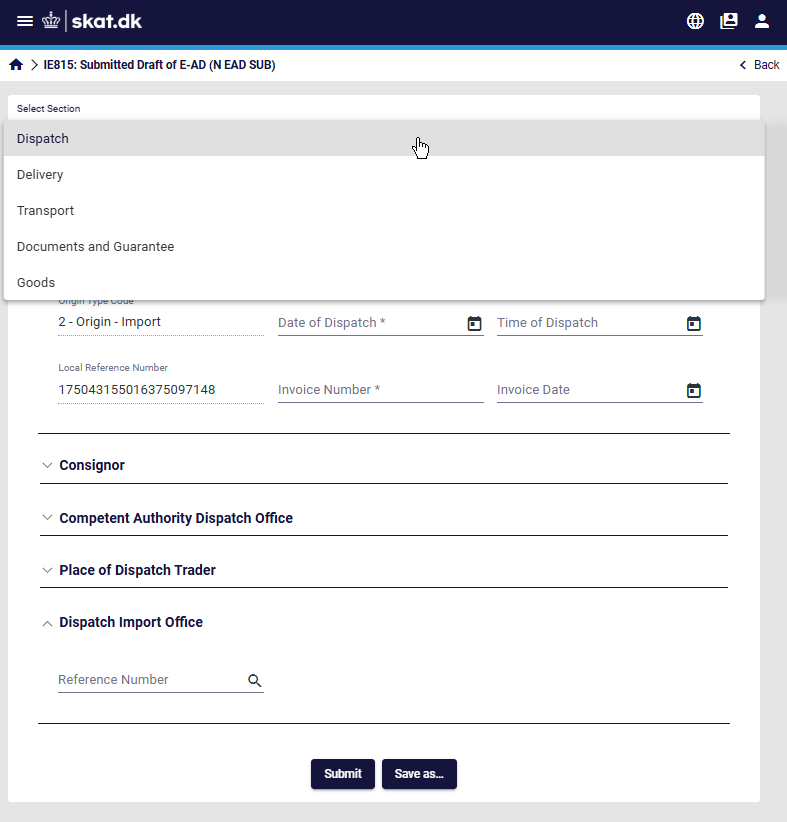 skat.dk
IE815: Submitted Draft of E-AD (N EAD SUB)
Back
Select Section
Dispatch
Delivery
Transport
Documents and Guarantee
Goods
Origin Type Code
2 - Origin - Import
Date of Dispatch *
Time of Dispatch
Local Reference Number
175043155016375097148
Invoice Number *
Invoice Date
Consignor
Competent Authority Dispatch Office
Place of Dispatch Trader
Dispatch Import Office
Reference Number
Submit
Save as...